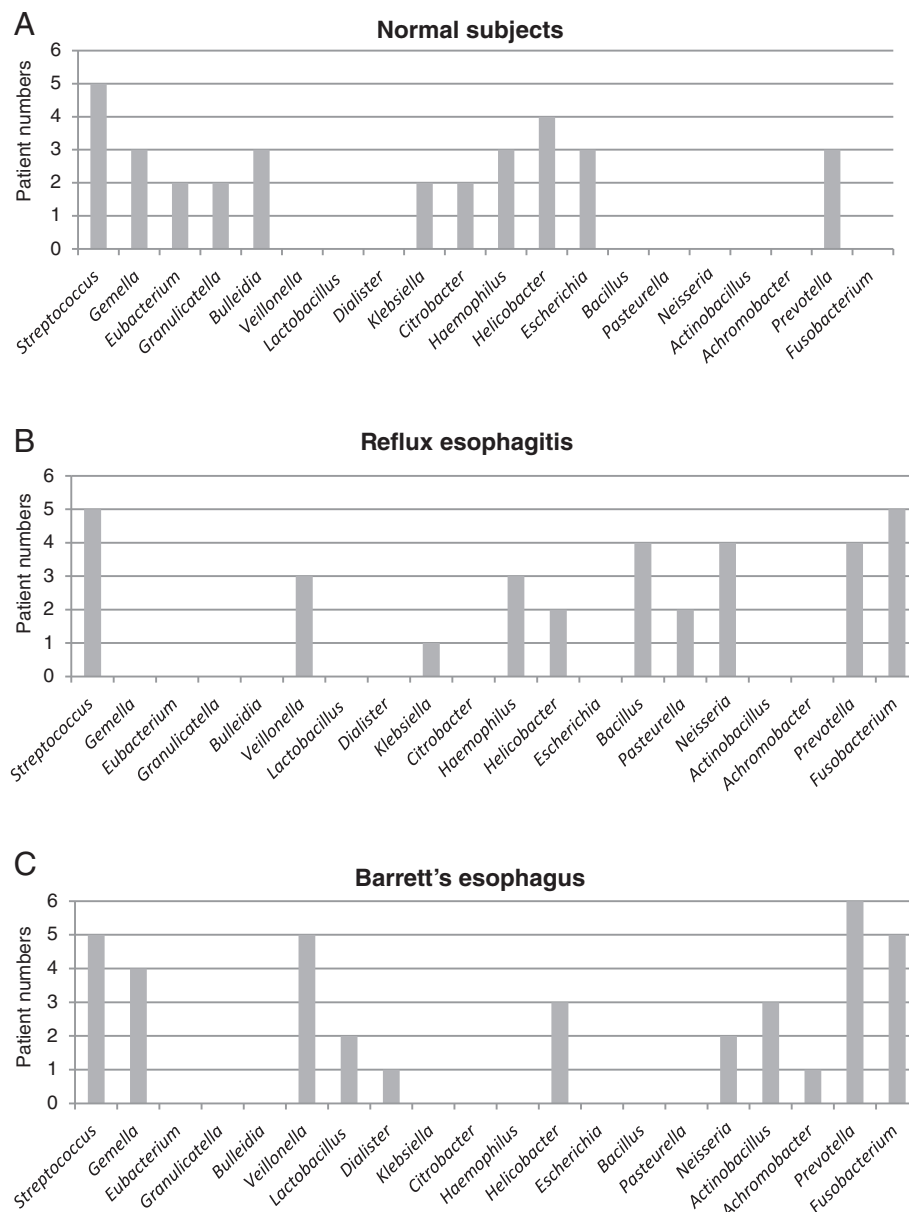 A
Normal subjects
Patient numbers
6
5
4
3
2
1
0
Streptococcus
Gemella
Eubacterium
Granulicatella
Bulleidia
Veillonella
Lactobacillus
Dialister
Klebsiella
Citrobacter
Haemophilus
Helicobacter
Escherichia
Bacillus
Pasteurella
Neisseria
Actinobacillus
Achromobacter
Prevotella
Fusobacterium
B
Reflux esophagitis
Patient numbers
6
5
4
3
2
1
0
Streptococcus
Gemella
Eubacterium
Granulicatella
Bulleidia
Veillonella
Lactobacillus
Dialister
Klebsiella
Citrobacter
Haemophilus
Helicobacter
Escherichia
Bacillus
Pasteurella
Neisseria
Actinobacillus
Achromobacter
Prevotella
Fusobacterium
C
Barrett's esophagus
Patient numbers
6
5
4
3
2
1
0
Streptococcus
Gemella
Eubacterium
Granulicatella
Bulleidia
Veillonella
Lactobacillus
Dialister
Klebsiella
Citrobacter
Haemophilus
Helicobacter
Escherichia
Bacillus
Pasteurella
Neisseria
Actinobacillus
Achromobacter
Prevotella
Fusobacterium